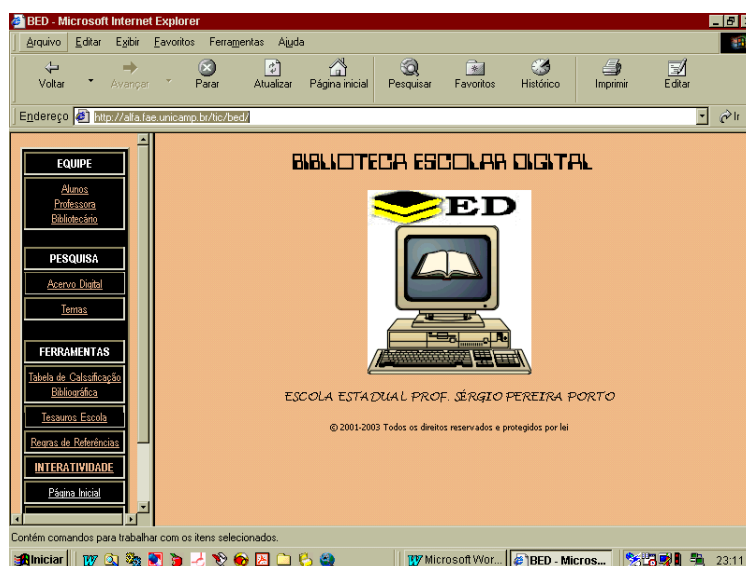 BED - Microsoft Internet Explorer
Arquivo Editar Exibir Favoritos Ferramentas Ajuda
Voltar Avançar Parar Atualizar Página inicial Pesquisar Favoritos Histórico Imprimir Editar
Endereço http://alfa.fae.unicamp.br/tic/bed/ Ir
EQUIPE
Alunos
Professora
Bibliotecário
PESQUISA
Acervo Digital
Temas
FERRAMENTAS
Tabela de Calssificação
Bibliográfica
Tesauros Escola
Regras de Referências
INTERATIVIDADE
Página Inicial
BIBLIOTECA ESCOLAR DIGITAL
BED
ESCOLA ESTADUAL PROF. SÉRGIO PEREIRA PORTO
© 2001-2003 Todos os direitos reservados e protegidos por lei
Contém comandos para trabalhar com os itens selecionados.
Iniciar Microsoft Wor... BED - Micros... 23:11